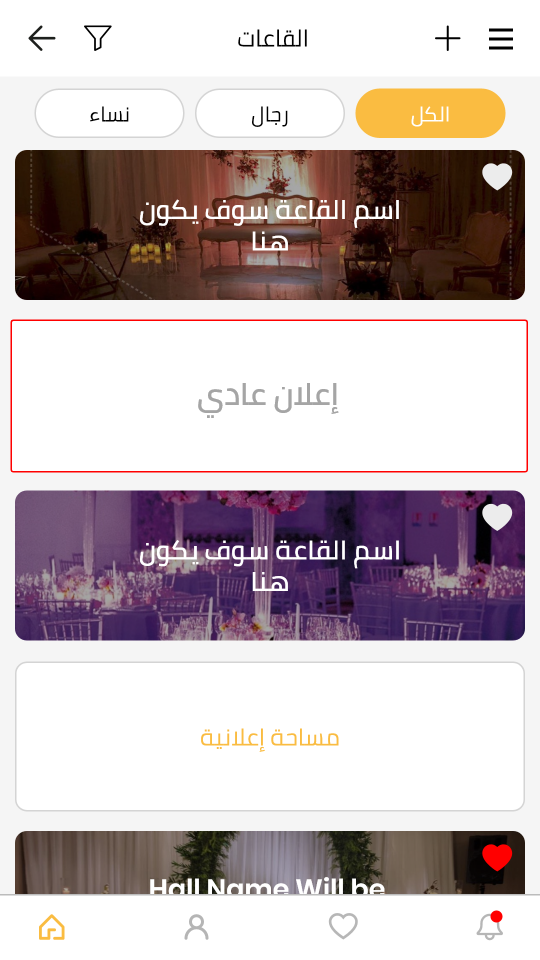 القاعات
الكل
رجال
نساء
اسم القاعة سوف يكون
هنا
إعلان عادي
اسم القاعة سوف يكون
هنا
مساحة إعلانية
Hall Name Will be